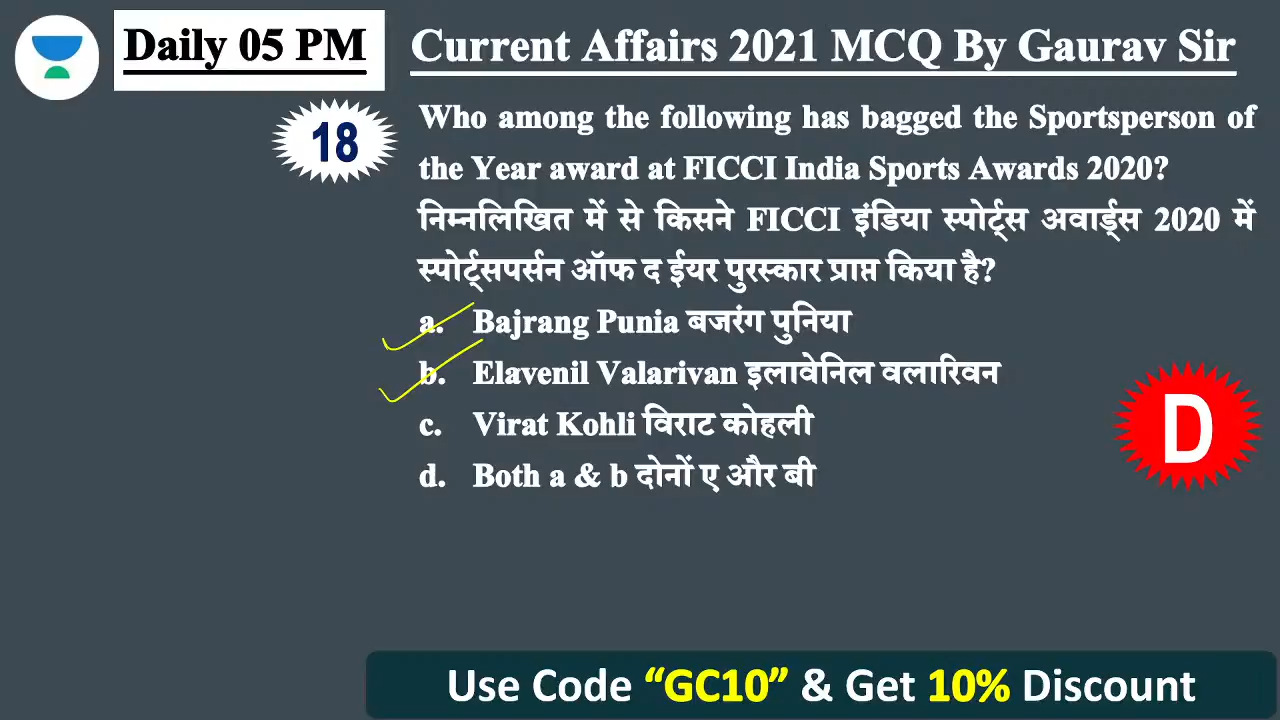 Daily 05 PM
Current Affairs 2021 MCQ By Gaurav Sir
18
Who among the following has bagged the Sportsperson of
the Year award at FICCI India Sports Awards 2020?
निम्नलिखित में से किसने FICCI इंडिया स्पोर्ट्स अवार्ड्स 2020 में
स्पोर्ट्सपर्सन ऑफ द ईयर पुरस्कार प्राप्त किया है?
a. Bajrang Punia बजरंग पुनिया
b. Elavenil Valarivan इलावेनिल वलारिवन
c. Virat Kohli विराट कोहली
d. Both a & b दोनों ए और बी
D
Use Code “GC10” & Get 10% Discount